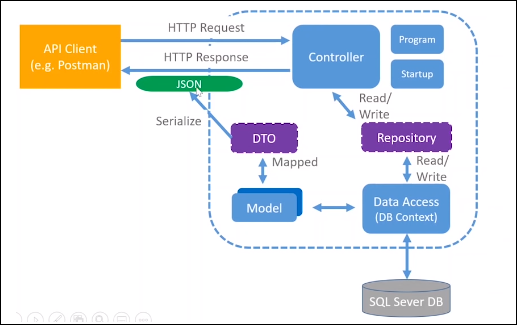 API Client
(e.g. Postman)
HTTP Request
HTTP Response
JSON
Serialize
Controller
Program
Startup
Read/
Write
DTO
Mapped
Repository
Read/
Write
Model
Data Access
(DB Context)
SQL Sever DB